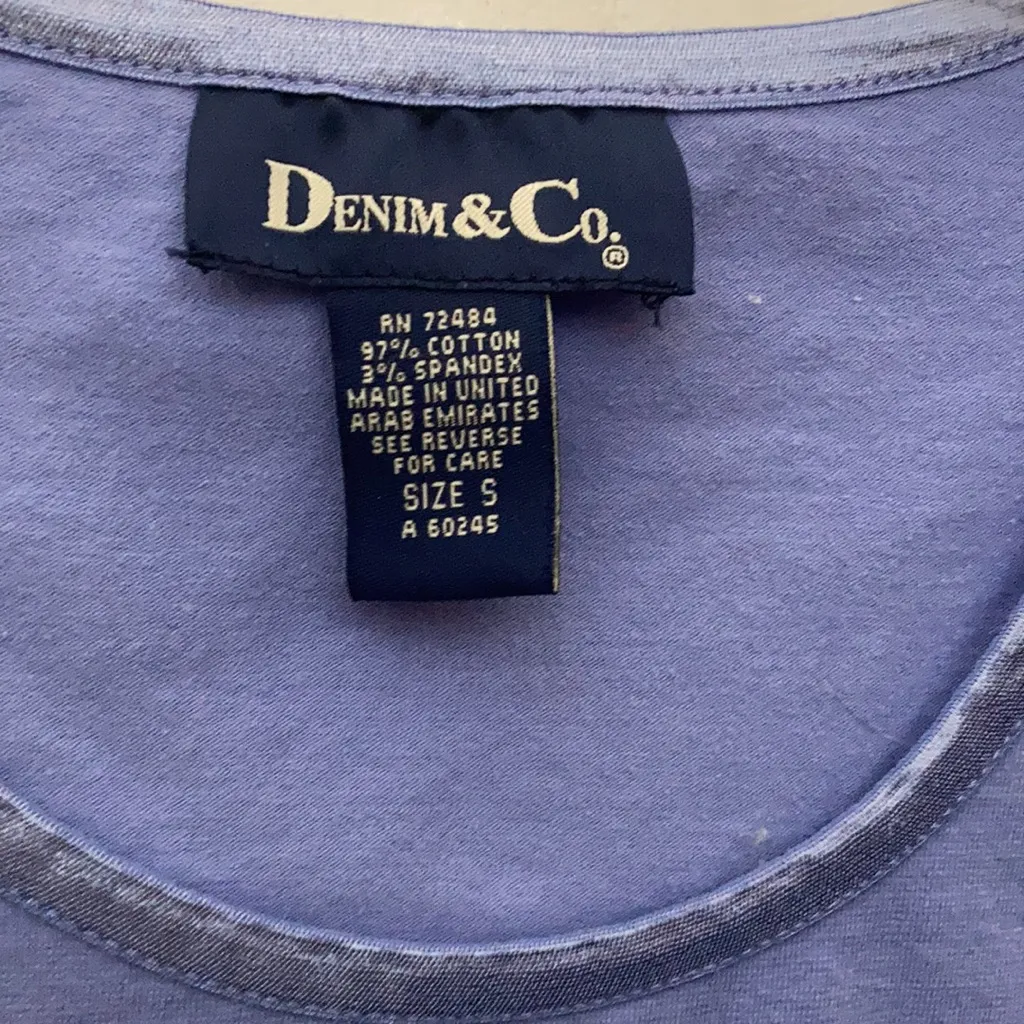 DENIM & CO.®
RN 72484
97% COTTON
3% SPANDEX
MADE IN UNITED
ARAB EMIRATES
SEE REVERSE
FOR CARE
SIZE S
A 60245